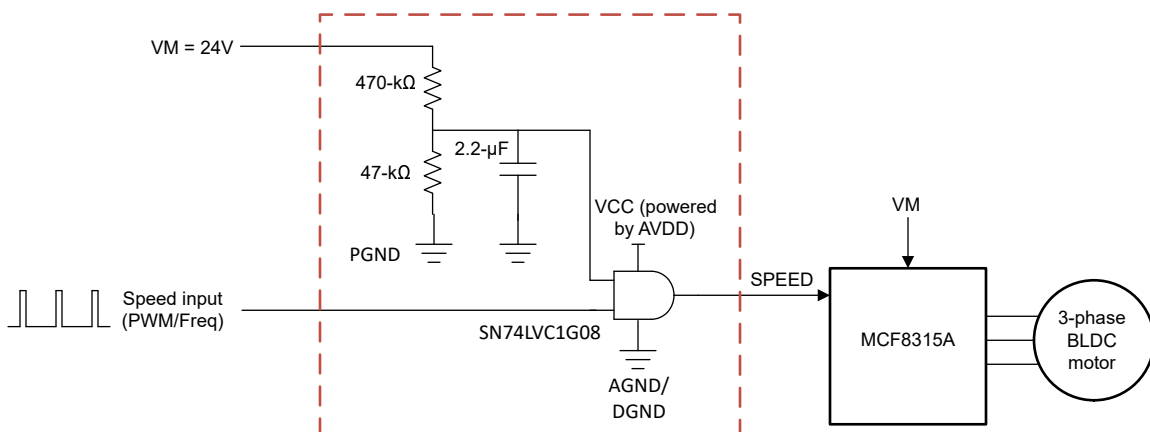 VM = 24V
470-kΩ
2.2-µF
47-kΩ
VCC (powered
by AVDD)
VM
PGND
SPEED
Speed input
(PWM/Freq)
SN74LVC1G08
MCF8315A
3-phase
BLDC
motor
AGND/
DGND